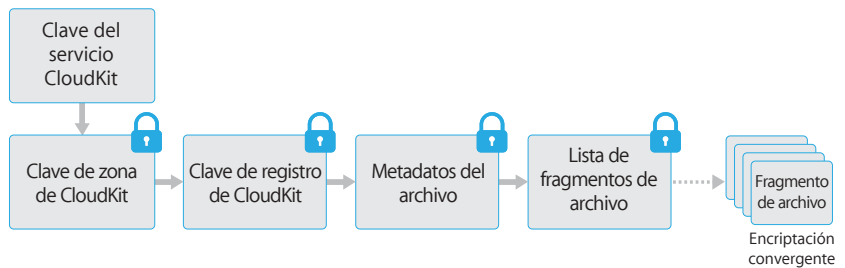 Clave del
servicio
CloudKit
Clave de zona
de CloudKit
Clave de registro
de CloudKit
Metadatos del
archivo
Lista de
fragmentos de
archivo
Fragmento
de archivo
Encriptación
convergente